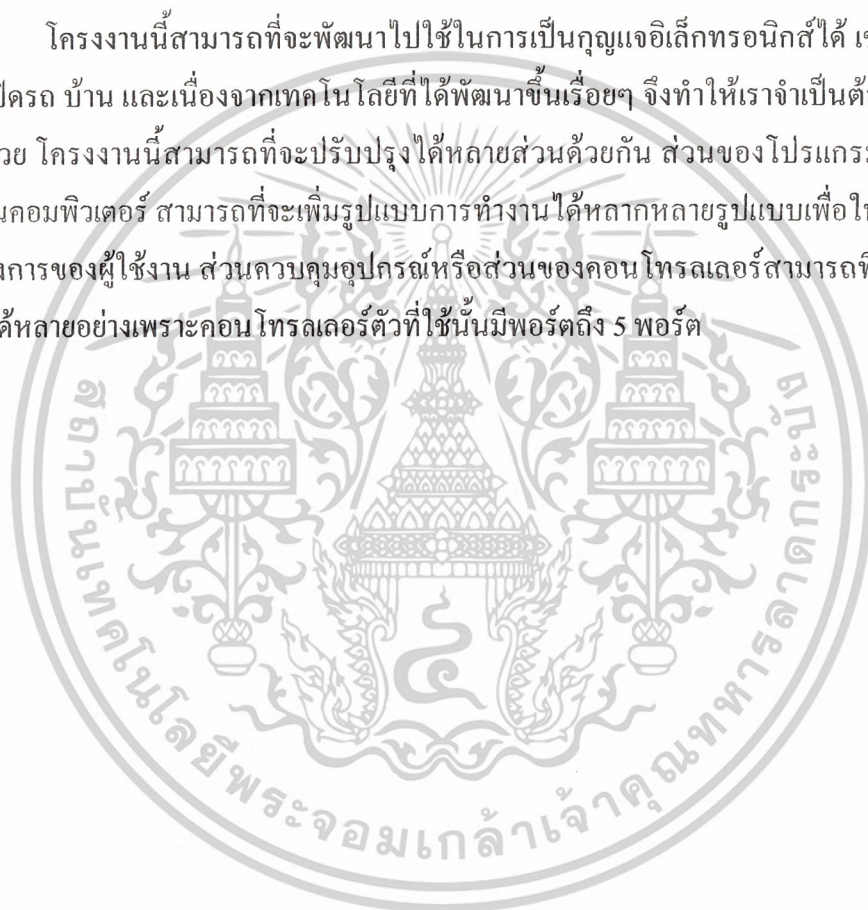 โครงงานนี้สามารถที่จะพัฒนาไปใช้ในการเป็นกุญแจอิเล็กทรอนิกส์ได้
ปิดรถ บ้าน และเนื่องจากเทคโนโลยีที่ได้พัฒนาขึ้นเรื่อยๆ จึงทำให้เราจำเป็นต้
วย โครงงานนี้สามารถที่จะปรับปรุงได้หลายส่วนด้วยกัน ส่วนของโปรแกร
นคอมพิวเตอร์ สามารถที่จะเพิ่มรูปแบบการทำงานได้หลากหลายรูปแบบเพื่อให
งการของผู้ใช้งาน ส่วนควบคุมอุปกรณ์หรือส่วนของคอนโทรลเลอร์สามารถที
ด้หลายอย่างเพราะคอนโทรลเลอร์ตัวที่ใช้นั้นมีพอร์ตถึง 5 พอร์ต
สถาบันเทคโนโลยีพระจอมเกล้าเจ้าคุณทหารลาดกระบัง